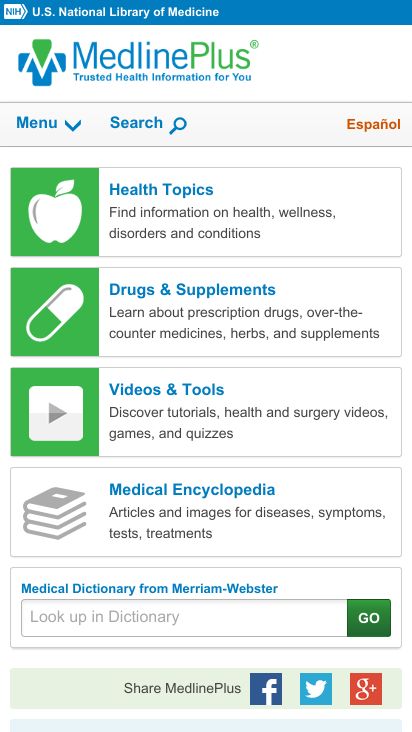 NIH U.S. National Library of Medicine
MedlinePlus®
Trusted Health Information for You
Menu Search Español
Health Topics
Find information on health, wellness,
disorders and conditions
Drugs & Supplements
Learn about prescription drugs, over-the-
counter medicines, herbs, and supplements
Videos & Tools
Discover tutorials, health and surgery videos,
games, and quizzes
Medical Encyclopedia
Articles and images for diseases, symptoms,
tests, treatments
Medical Dictionary from Merriam-Webster
Look up in Dictionary GO
Share MedlinePlus f g+